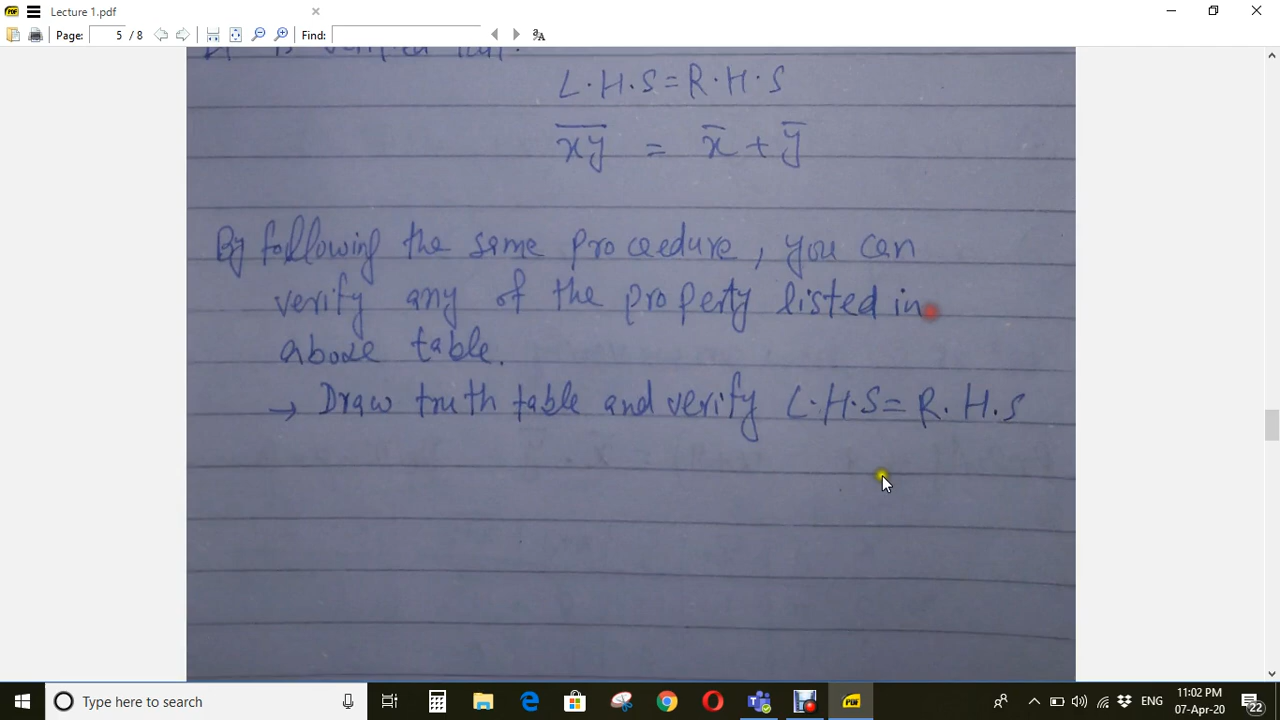 Lecture 1.pdf
Page: 5 / 8 Find:
is verified
L.H.S = R.H.S
x̅y̅ = x̅ + y̅
By following the same procedure, you can
verify any of the property listed in
above table.
→ Draw truth table and verify L.H.S = R.H.S
Type here to search
ENG
11:02 PM
07-Apr-20
22